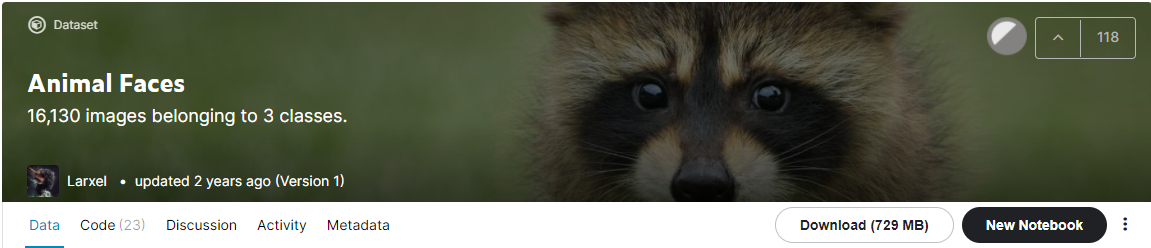 Dataset
118
Animal Faces
16,130 images belonging to 3 classes.
Larxel • updated 2 years ago (Version 1)
Data Code (23) Discussion Activity Metadata Download (729 MB) New Notebook